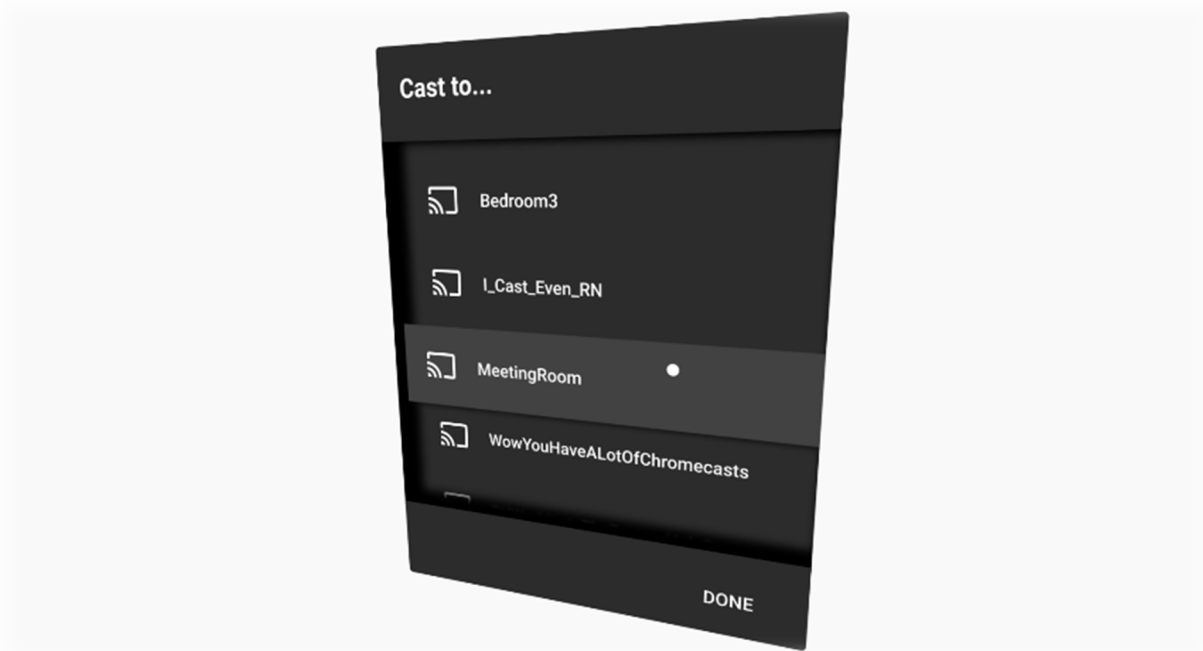 Cast to...
Bedroom3
I_Cast_Even_RN
MeetingRoom
WowYouHaveALotOfChromecasts
DONE